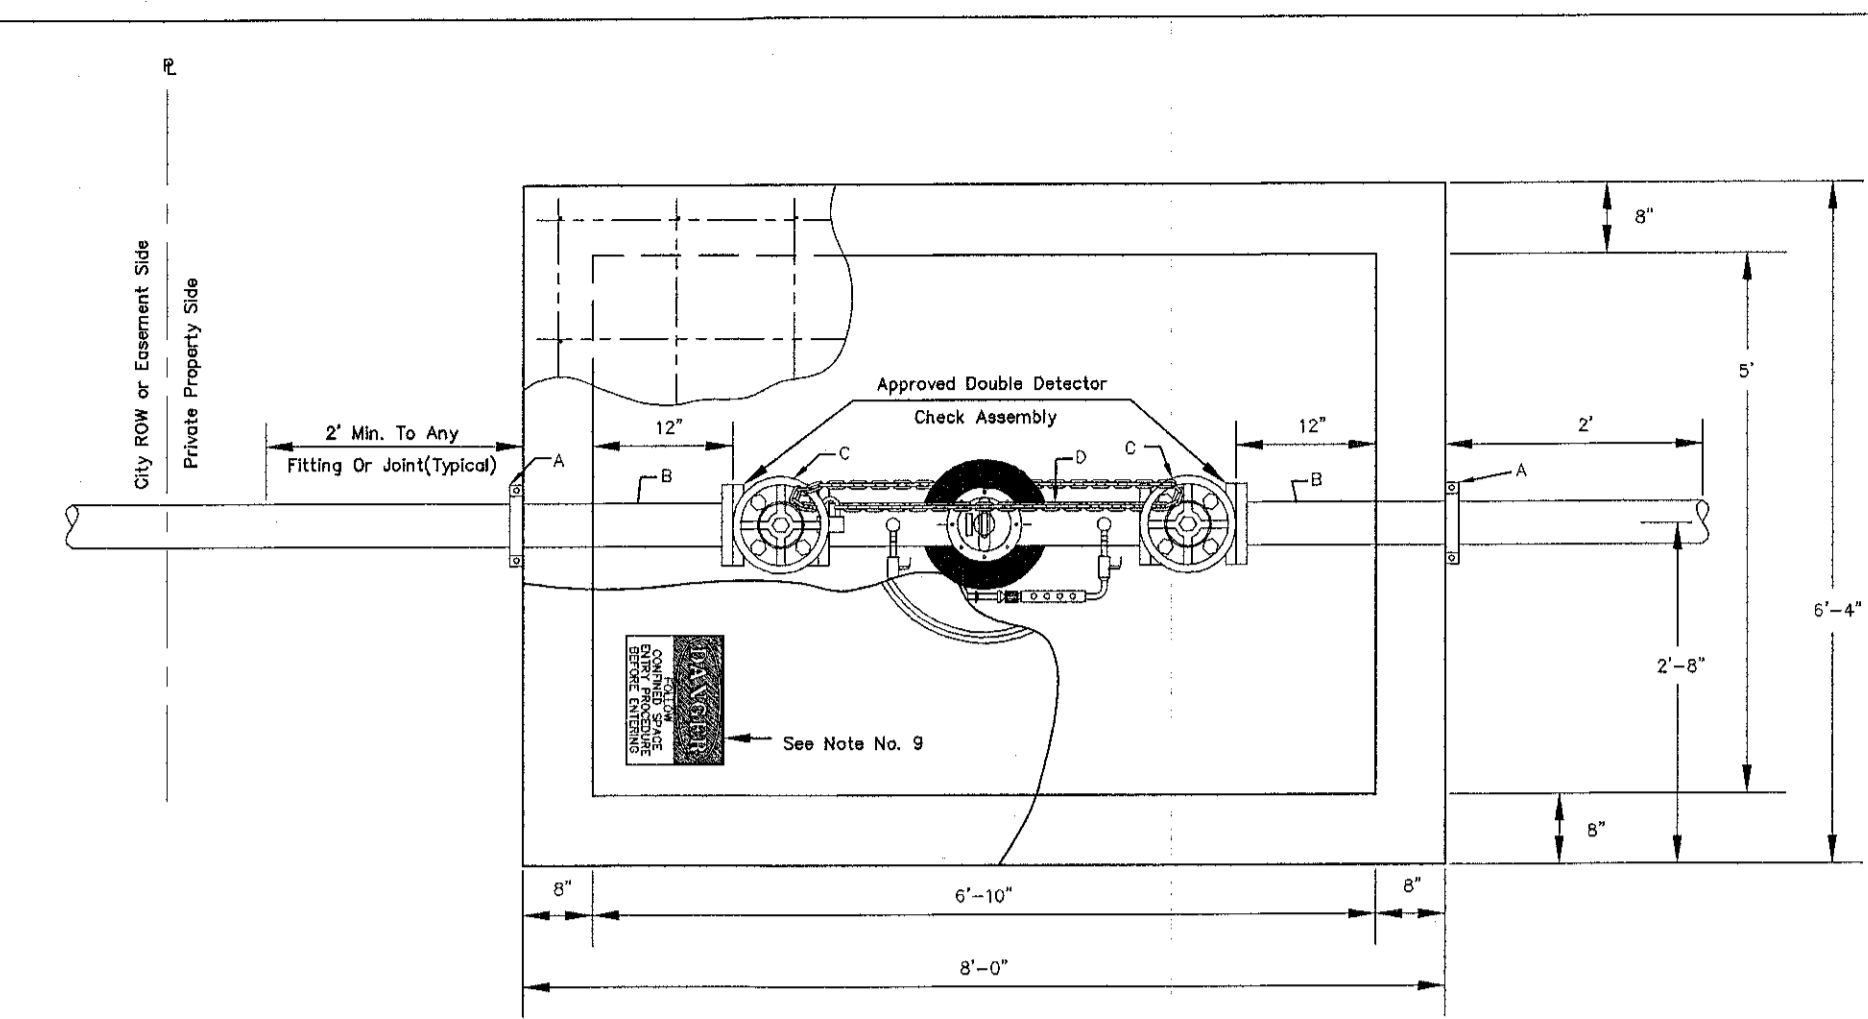 PL
City ROW or Easement Side
Private Property Side
2' Min. To Any
Fitting Or Joint(Typical)
A
B
12"
C
Approved Double Detector
Check Assembly
D
C
12"
B
A
2'
8"
5'
6'-4"
2'-8"
8"
DANGER
FOLLOW
CONFINED SPACE
ENTRY PROCEDURE
BEFORE ENTERING
See Note No. 9
8"
6'-10"
8"
8'-0"